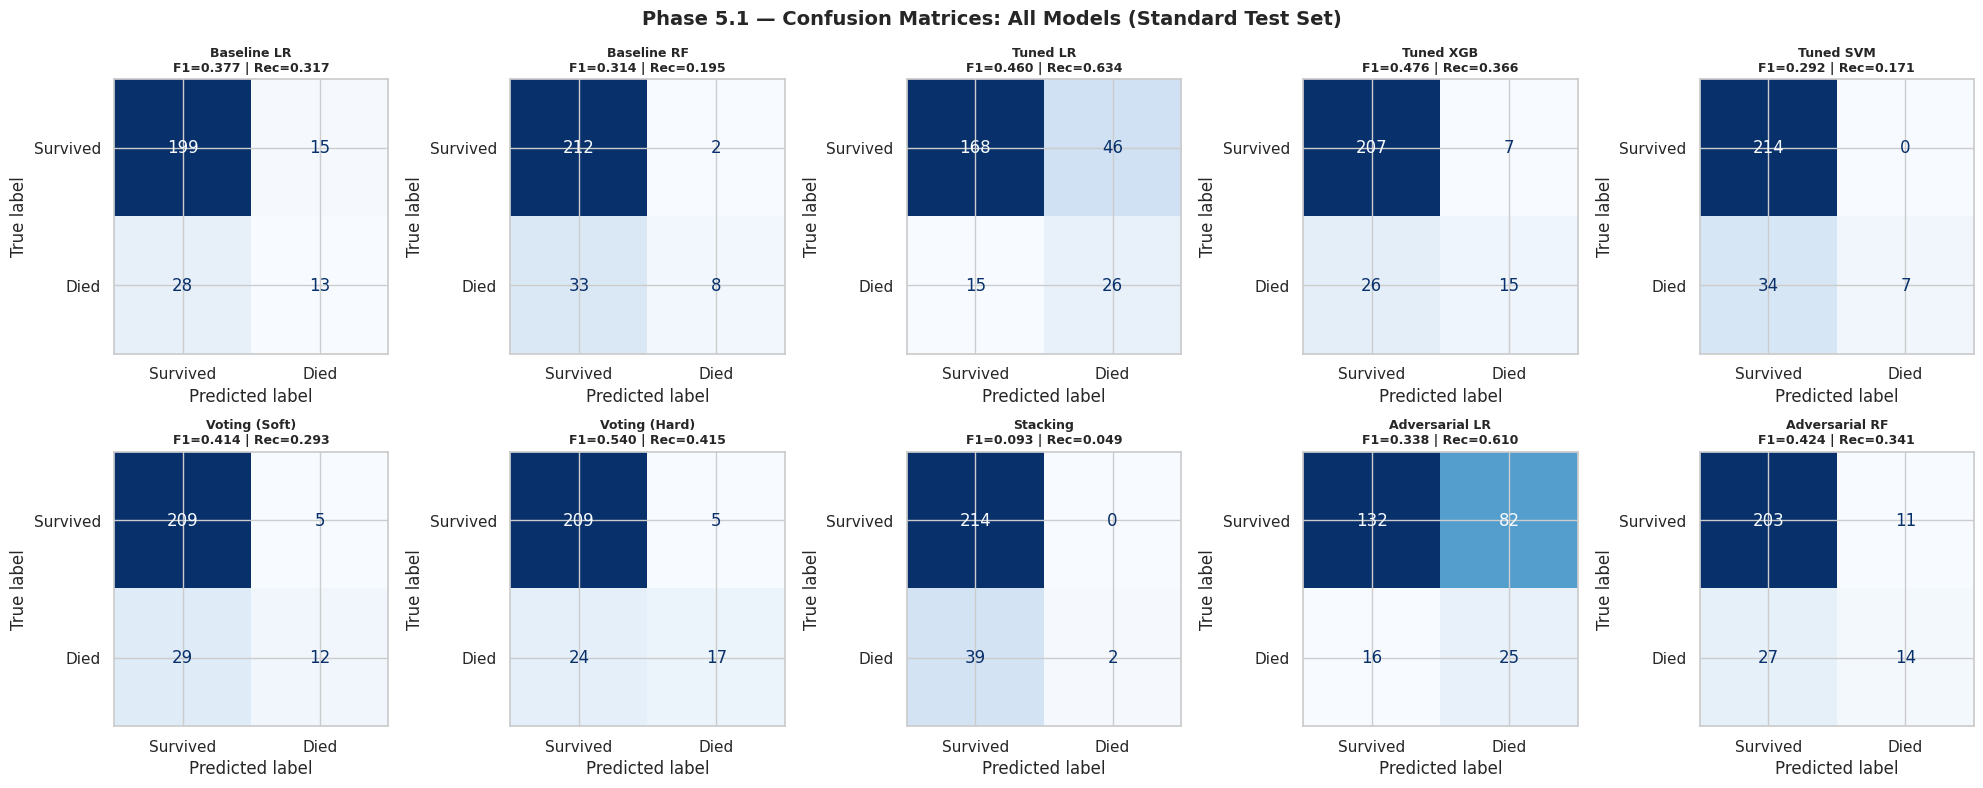 Phase 5.1 — Confusion Matrices: All Models (Standard Test Set)
Baseline LR
F1=0.377 | Rec=0.317
True label
Survived
199
15
Died
28
13
Survived
Died
Predicted label
Baseline RF
F1=0.314 | Rec=0.195
True label
Survived
212
2
Died
33
8
Survived
Died
Predicted label
Tuned LR
F1=0.460 | Rec=0.634
True label
Survived
168
46
Died
15
26
Survived
Died
Predicted label
Tuned XGB
F1=0.476 | Rec=0.366
True label
Survived
207
7
Died
26
15
Survived
Died
Predicted label
Tuned SVM
F1=0.292 | Rec=0.171
True label
Survived
214
0
Died
34
7
Survived
Died
Predicted label
Voting (Soft)
F1=0.414 | Rec=0.293
True label
Survived
209
5
Died
29
12
Survived
Died
Predicted label
Voting (Hard)
F1=0.540 | Rec=0.415
True label
Survived
209
5
Died
24
17
Survived
Died
Predicted label
Stacking
F1=0.093 | Rec=0.049
True label
Survived
214
0
Died
39
2
Survived
Died
Predicted label
Adversarial LR
F1=0.338 | Rec=0.610
True label
Survived
132
82
Died
16
25
Survived
Died
Predicted label
Adversarial RF
F1=0.424 | Rec=0.341
True label
Survived
203
11
Died
27
14
Survived
Died
Predicted label